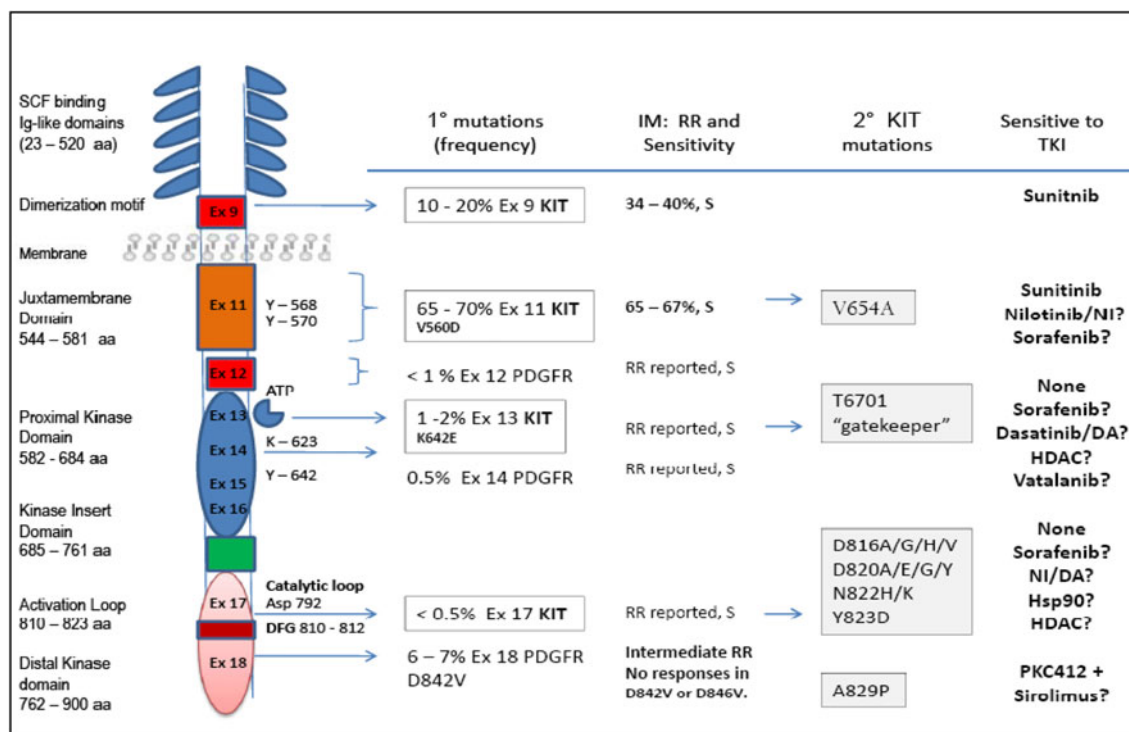 SCF binding
Ig-like domains
(23 – 520 aa)
1° mutations
(frequency)
IM: RR and
Sensitivity
2° KIT
mutations
Sensitive to
TKI
Dimerization motif
Ex 9
10 - 20% Ex 9 KIT
34 – 40%, S
Sunitnib
Membrane
Juxtamembrane
Domain
544 – 581 aa
Ex 11
Y – 568
Y – 570
65 - 70% Ex 11 KIT
V560D
65 – 67%, S
V654A
Sunitinib
Nilotinib/NI?
Sorafenib?
Ex 12
< 1 % Ex 12 PDGFR
RR reported, S
Proximal Kinase
Domain
582 - 684 aa
ATP
Ex 13
Ex 14
Ex 15
Ex 16
K – 623
Y – 642
1 -2% Ex 13 KIT
K642E
RR reported, S
0.5% Ex 14 PDGFR
RR reported, S
T6701
“gatekeeper”
None
Sorafenib?
Dasatinib/DA?
HDAC?
Vatalanib?
Kinase Insert
Domain
685 – 761 aa
Activation Loop
810 – 823 aa
Ex 17
Catalytic loop
Asp 792
DFG 810 - 812
< 0.5% Ex 17 KIT
RR reported, S
D816A/G/H/V
D820A/E/G/Y
N822H/K
Y823D
None
Sorafenib?
NI/DA?
Hsp90?
HDAC?
Distal Kinase
domain
762 – 900 aa
Ex 18
6 – 7% Ex 18 PDGFR
D842V
Intermediate RR
No responses in
D842V or D846V.
A829P
PKC412 +
Sirolimus?